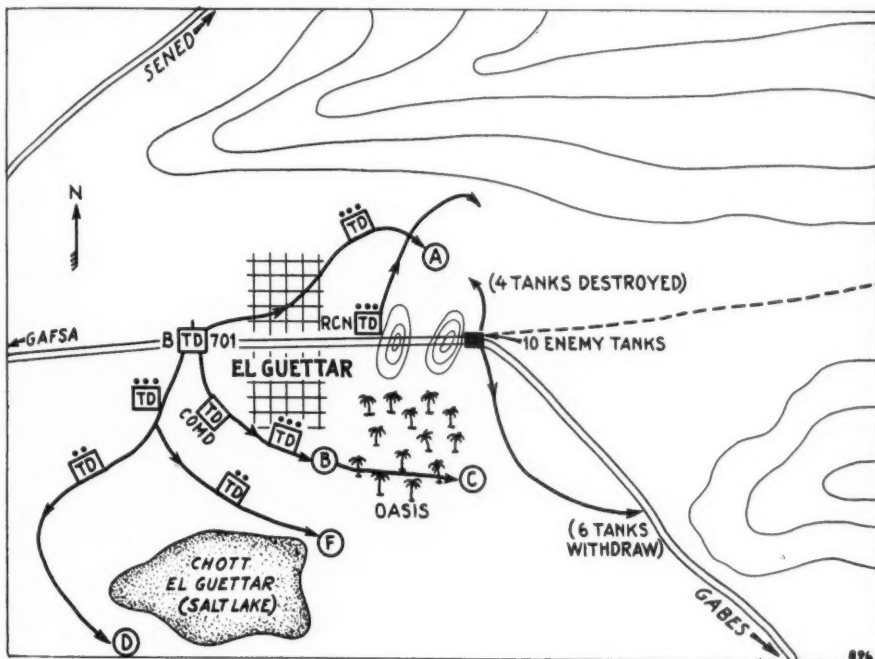 SENED
N
TD
A
(4 TANKS DESTROYED)
RCN TD
GAFSA
B TD 701
10 ENEMY TANKS
EL GUETTAR
TD
TD
COMD
TD
TD
B
C
TD
OASIS
F
(6 TANKS
WITHDRAW)
CHOTT
EL GUETTAR
(SALT LAKE)
GABES
D
896